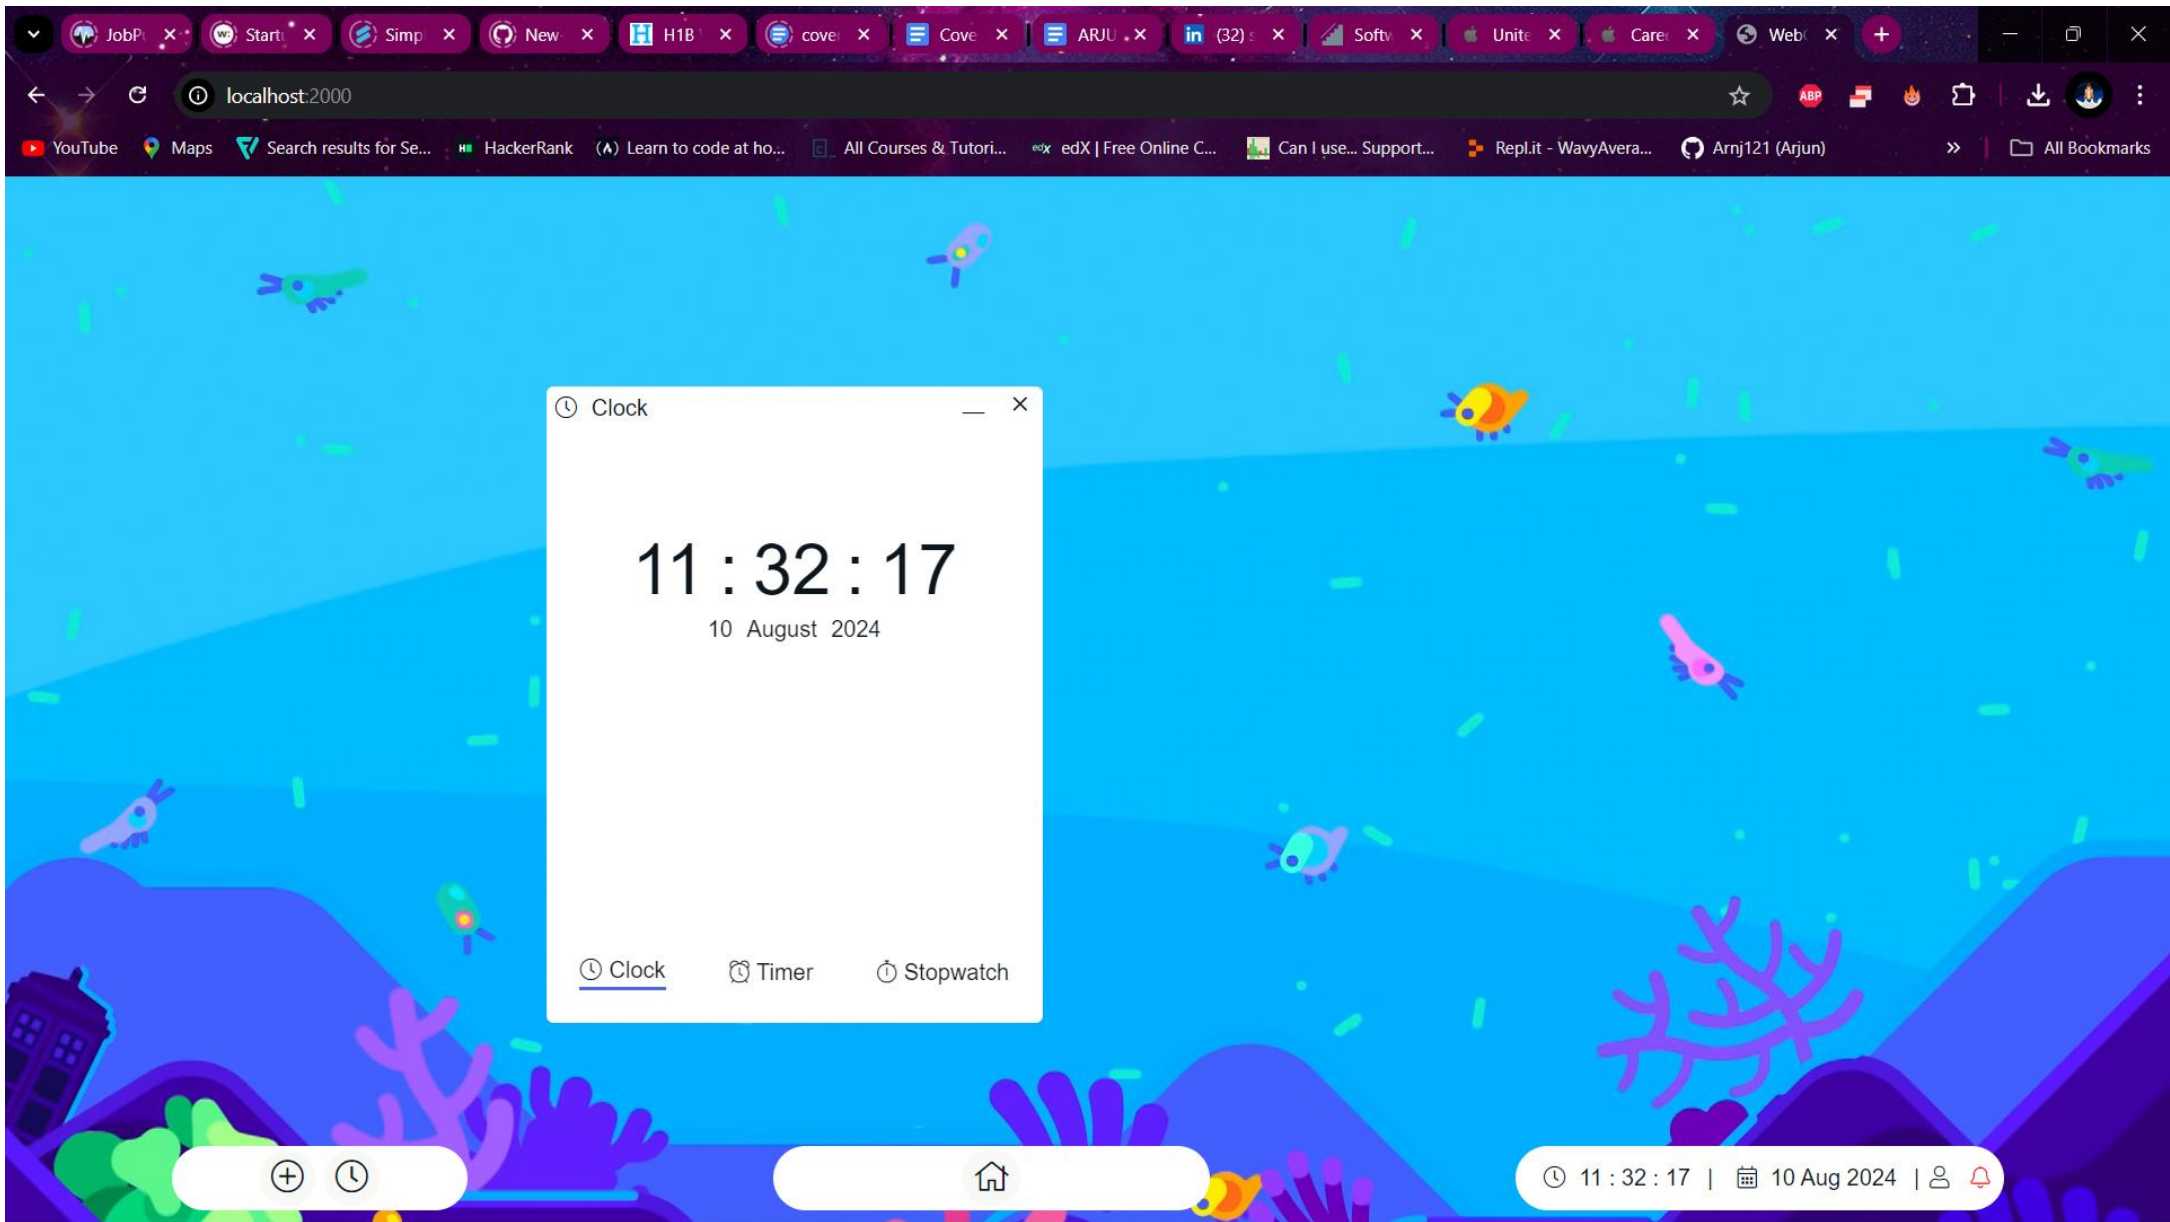 JobP
Start
Simp
New-
H1B
cove
Cove
ARJU
in (32) s
Softw
Unite
Care
Web
localhost:2000
ABP
YouTube
Maps
Search results for Se...
HackerRank
Learn to code at ho...
All Courses & Tutori...
edX | Free Online C...
Can I use... Support...
Repl.it - WavyAvera...
Arnj121 (Arjun)
All Bookmarks
Clock
11 : 32 : 17
10 August 2024
Clock
Timer
Stopwatch
11 : 32 : 17 |
10 Aug 2024 |